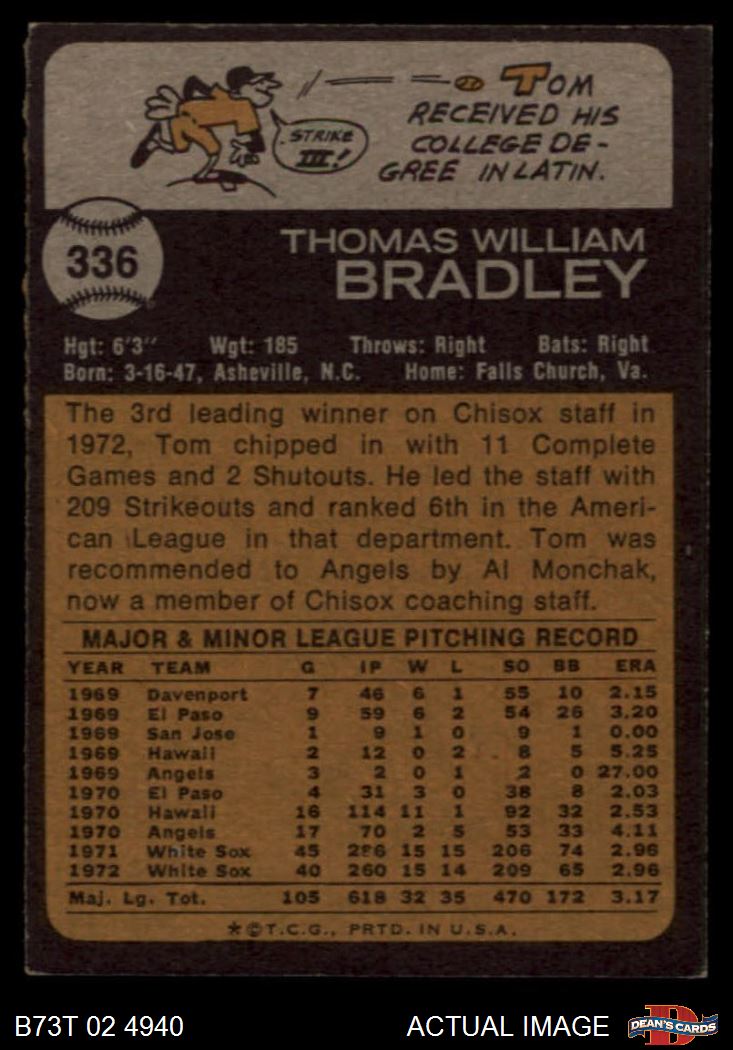 TOM
RECEIVED HIS
COLLEGE DE-
GREE IN LATIN.
STRIKE
III!
336
THOMAS WILLIAM
BRADLEY
Hgt: 6'3" Wgt: 185 Throws: Right Bats: Right
Born: 3-16-47, Asheville, N.C. Home: Falls Church, Va.
The 3rd leading winner on Chisox staff in
1972, Tom chipped in with 11 Complete
Games and 2 Shutouts. He led the staff with
209 Strikeouts and ranked 6th in the Ameri-
can League in that department. Tom was
recommended to Angels by Al Monchak,
now a member of Chisox coaching staff.
MAJOR & MINOR LEAGUE PITCHING RECORD
YEAR TEAM G IP W L SO BB ERA
1969 Davenport 7 46 6 1 55 10 2.15
1969 El Paso 9 59 6 2 54 26 3.20
1969 San Jose 1 9 1 0 9 1 0.00
1969 Hawaii 2 12 0 2 8 5 5.25
1969 Angels 3 2 0 1 2 0 27.00
1970 El Paso 4 31 3 0 38 8 2.03
1970 Hawaii 16 114 11 1 92 32 2.53
1970 Angels 17 70 2 5 53 33 4.11
1971 White Sox 45 286 15 15 206 74 2.96
1972 White Sox 40 260 15 14 209 65 2.96
Maj. Lg. Tot. 105 618 32 35 470 172 3.17
*©T.C.G., PRTD. IN U.S.A.
B73T 02 4940 ACTUAL IMAGE DEAN'S CARDS